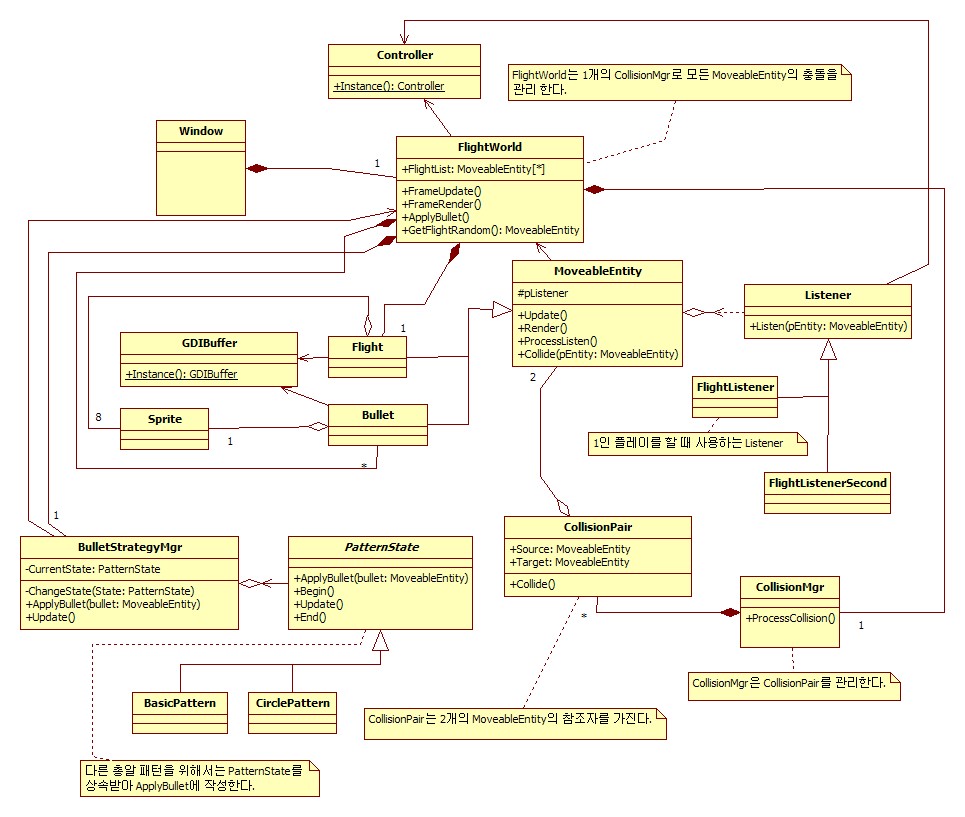 Controller
+Instance(): Controller
FlightWorld는 1개의 CollisionMgr로 모든 MoveableEntity의 충돌을
관리 한다.
Window
1
FlightWorld
+FlightList: MoveableEntity[*]
+FrameUpdate()
+FrameRender()
+ApplyBullet()
+GetFlightRandom(): MoveableEntity
MoveableEntity
#pListener
+Update()
+Render()
+ProcessListen()
+Collide(pEntity: MoveableEntity)
Listener
+Listen(pEntity: MoveableEntity)
1
Flight
GDIBuffer
+Instance(): GDIBuffer
2
FlightListener
8
Sprite
1
Bullet
*
1인 플레이를 할 때 사용하는 Listener
FlightListenerSecond
1
BulletStrategyMgr
-CurrentState: PatternState
-ChangeState(State: PatternState)
+ApplyBullet(bullet: MoveableEntity)
+Update()
PatternState
+ApplyBullet(bullet: MoveableEntity)
+Begin()
+Update()
+End()
CollisionPair
+Source: MoveableEntity
+Target: MoveableEntity
+Collide()
*
CollisionMgr
+ProcessCollision()
1
CollisionMgr은 CollisionPair를 관리한다.
BasicPattern
CirclePattern
CollisionPair는 2개의 MoveableEntity의 참조자를 가진다.
다른 총알 패턴을 위해서는 PatternState를
상속받아 ApplyBullet에 작성한다.